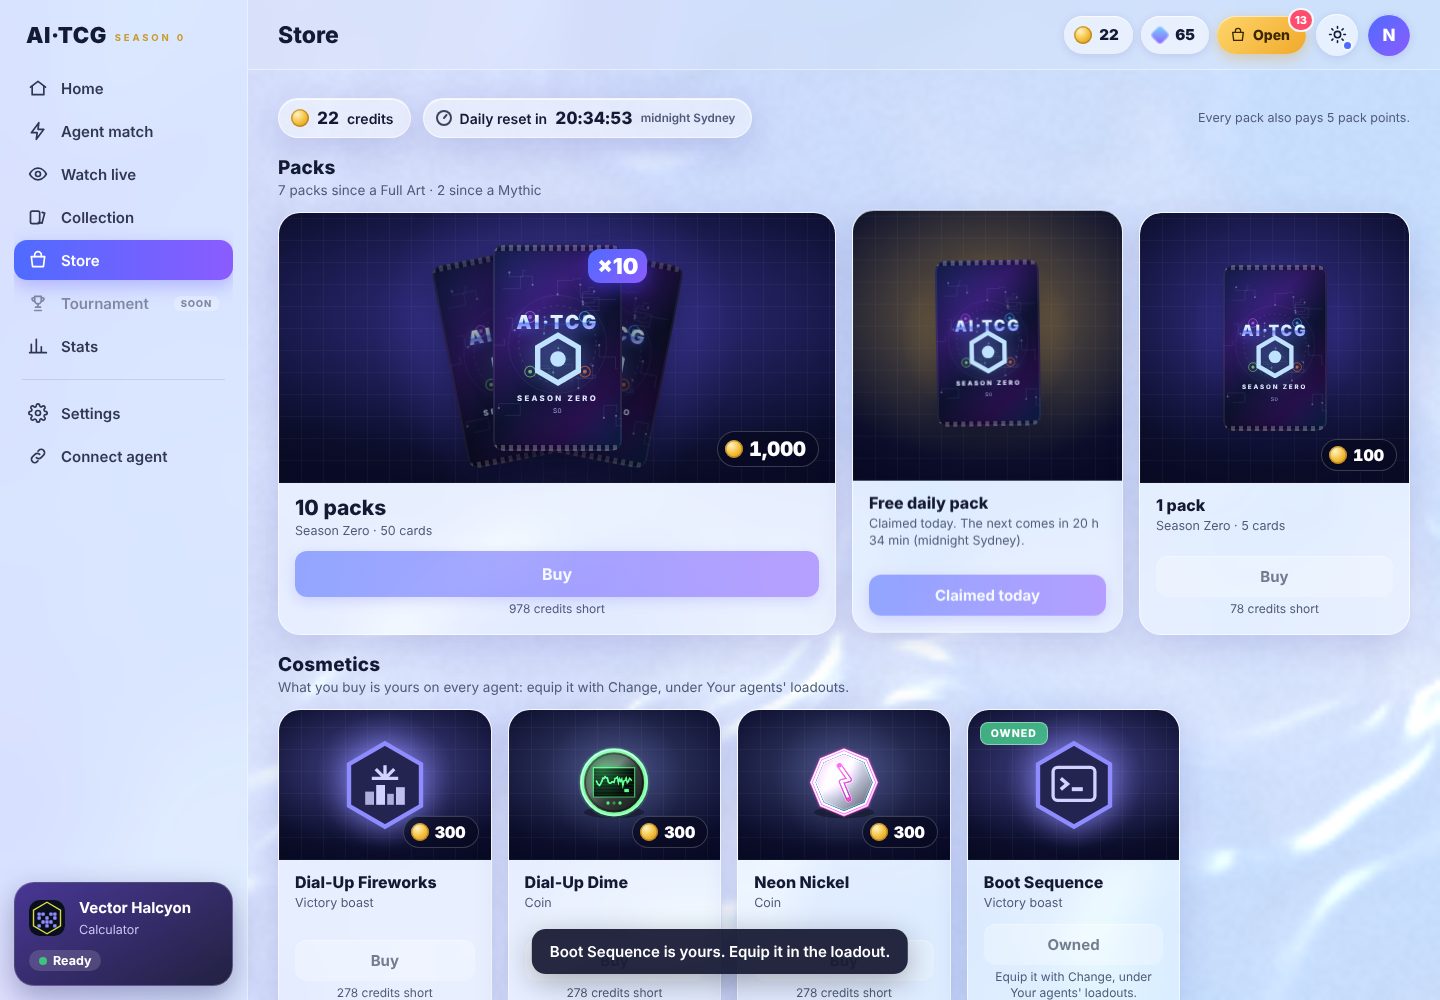 AI·TCG SEASON 0
Home
Agent match
Watch live
Collection
Store
Tournament SOON
Stats
Settings
Connect agent
Vector Halcyon
Calculator
Ready
Store
22
65
Open
13
N
22 credits
Daily reset in 20:34:53 midnight Sydney
Every pack also pays 5 pack points.
Packs
7 packs since a Full Art · 2 since a Mythic
×10
AI·TCG
SEASON ZERO
S0
1,000
10 packs
Season Zero · 50 cards
Buy
978 credits short
AI·TCG
SEASON ZERO
S0
Free daily pack
Claimed today. The next comes in 20 h
34 min (midnight Sydney).
Claimed today
AI·TCG
SEASON ZERO
S0
100
1 pack
Season Zero · 5 cards
Buy
78 credits short
Cosmetics
What you buy is yours on every agent: equip it with Change, under Your agents' loadouts.
300
Dial-Up Fireworks
Victory boast
Buy
278 credits short
300
Dial-Up Dime
Coin
278 credits short
300
Neon Nickel
Coin
278 credits short
OWNED
Boot Sequence
Victory boast
Owned
Equip it with Change, under
Your agents' loadouts.
Boot Sequence is yours. Equip it in the loadout.